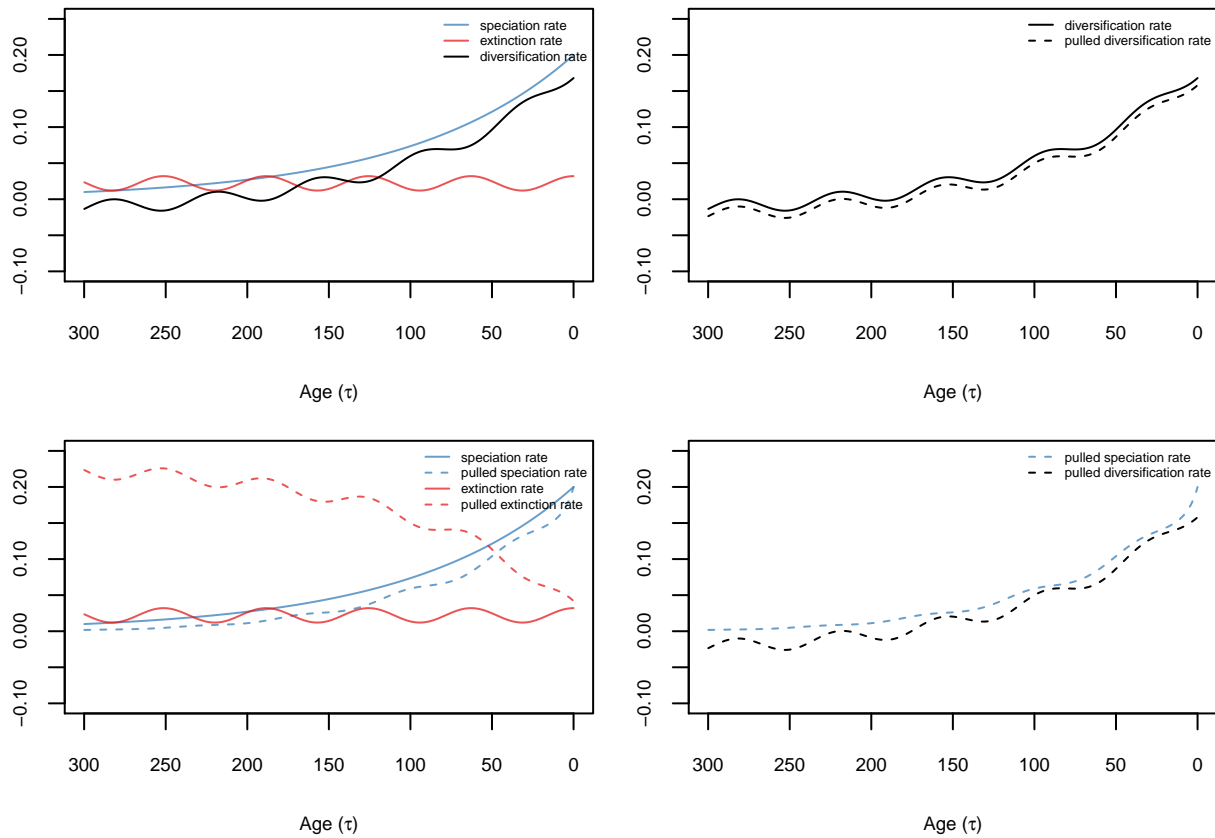 speciation rate
extinction rate
diversification rate
0.20
0.10
0.00
−0.10
300 250 200 150 100 50 0
Age (τ)
diversification rate
pulled diversification rate
0.20
0.10
0.00
−0.10
300 250 200 150 100 50 0
Age (τ)
speciation rate
pulled speciation rate
extinction rate
pulled extinction rate
0.20
0.10
0.00
−0.10
300 250 200 150 100 50 0
Age (τ)
pulled speciation rate
pulled diversification rate
0.20
0.10
0.00
−0.10
300 250 200 150 100 50 0
Age (τ)